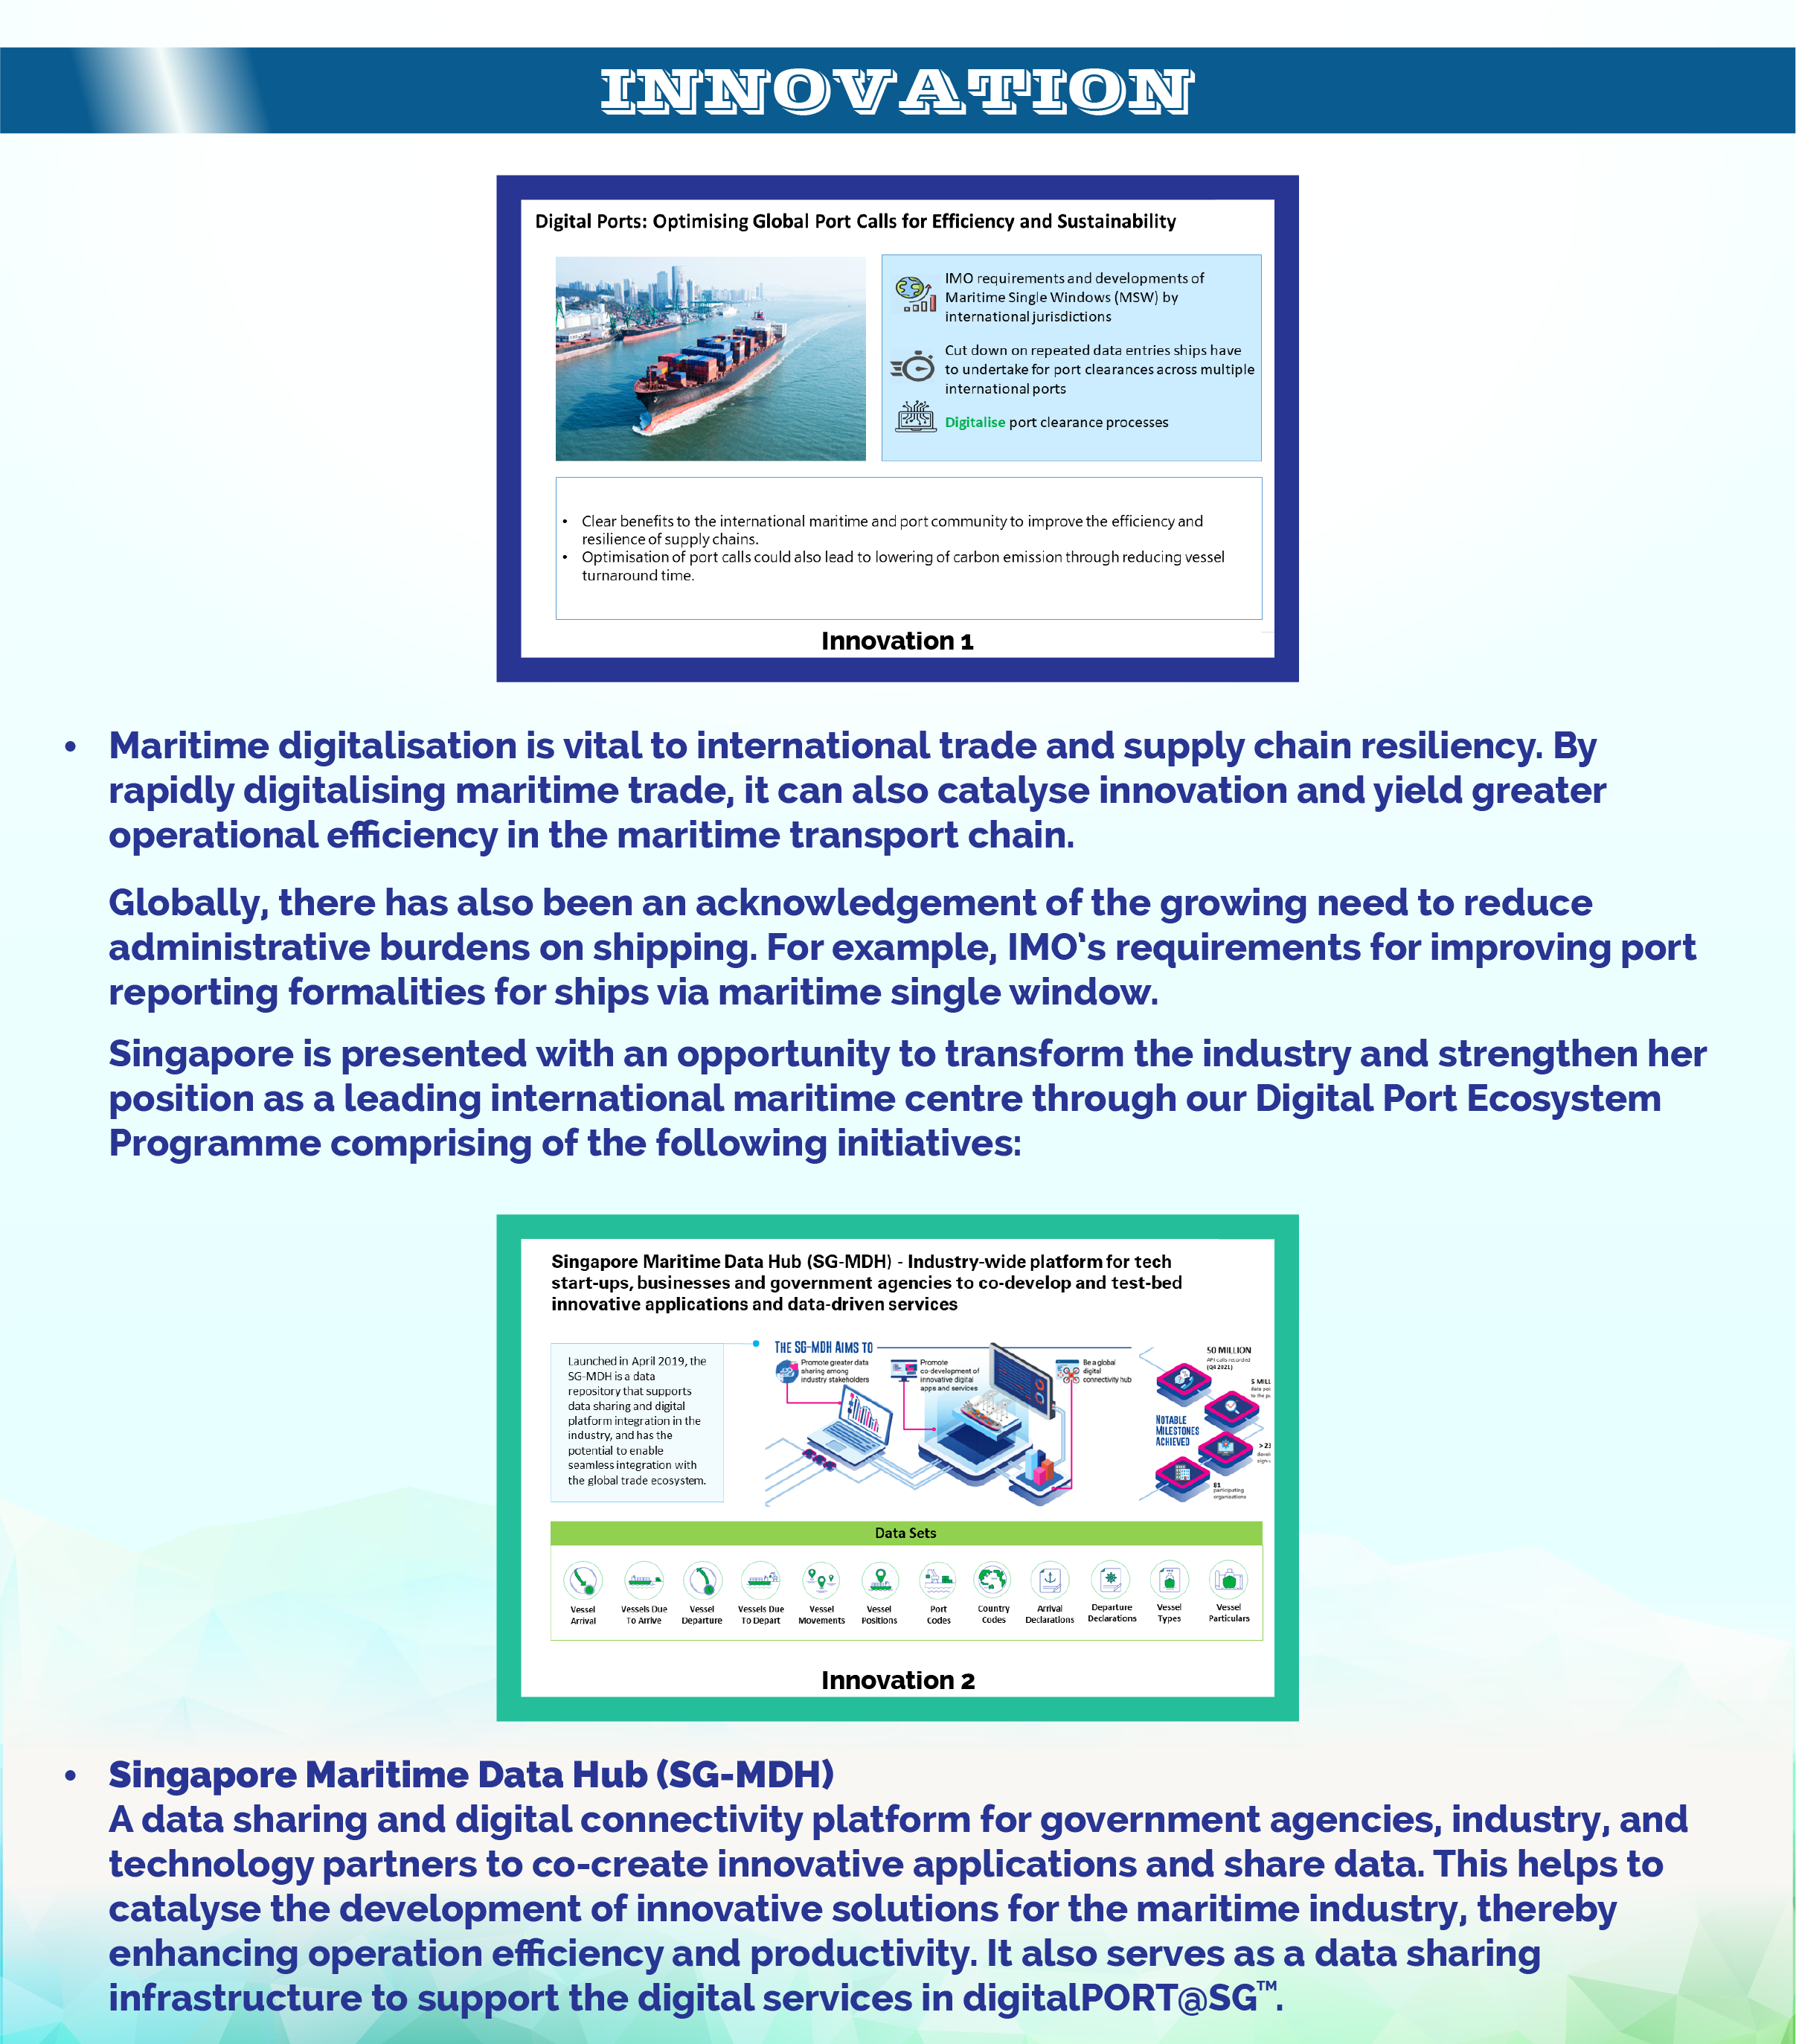 INNOVATION
Digital Ports: Optimising Global Port Calls for Efficiency and Sustainability
IMO requirements and developments of
Maritime Single Windows (MSW) by
international jurisdictions
Cut down on repeated data entries ships have
to undertake for port clearances across multiple
international ports
Digitalise port clearance processes
• Clear benefits to the international maritime and port community to improve the efficiency and
resilience of supply chains.
• Optimisation of port calls could also lead to lowering of carbon emission through reducing vessel
turnaround time.
Innovation 1
• Maritime digitalisation is vital to international trade and supply chain resiliency. By
rapidly digitalising maritime trade, it can also catalyse innovation and yield greater
operational efficiency in the maritime transport chain.
Globally, there has also been an acknowledgement of the growing need to reduce
administrative burdens on shipping. For example, IMO's requirements for improving port
reporting formalities for ships via maritime single window.
Singapore is presented with an opportunity to transform the industry and strengthen her
position as a leading international maritime centre through our Digital Port Ecosystem
Programme comprising of the following initiatives:
Singapore Maritime Data Hub (SG-MDH) - Industry-wide platform for tech
start-ups, businesses and government agencies to co-develop and test-bed
innovative applications and data-driven services
Launched in April 2019, the
SG-MDH is a data
repository that supports
data sharing and digital
platform integration in the
industry, and has the
potential to enable
seamless integration with
the global trade ecosystem.
THE SG-MDH AIMS TO
Promote greater data
sharing among
industry stakeholders
Promote
co-development of
innovative digital
apps and services
Be a global
digital
connectivity hub
50 MILLION
API calls recorded
(Q4 2021)
5 MILL
NOTABLE
MILESTONES
ACHIEVED
>23
81
participating
organisations
Data Sets
Vessel
Arrival
Vessels Due
To Arrive
Vessel
Departure
Vessels Due
To Depart
Vessel
Movements
Vessel
Positions
Port
Codes
Country
Codes
Arrival
Declarations
Departure
Declarations
Vessel
Types
Vessel
Particulars
Innovation 2
• Singapore Maritime Data Hub (SG-MDH)
A data sharing and digital connectivity platform for government agencies, industry, and
technology partners to co-create innovative applications and share data. This helps to
catalyse the development of innovative solutions for the maritime industry, thereby
enhancing operation efficiency and productivity. It also serves as a data sharing
infrastructure to support the digital services in digitalPORT@SG™.